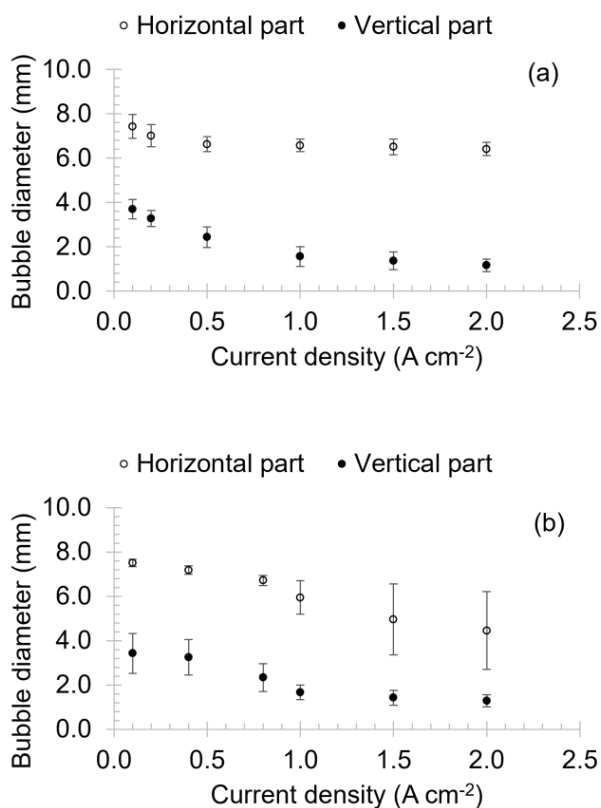 ○ Horizontal part ● Vertical part
(a)
Bubble diameter (mm)
10.0
8.0
6.0
4.0
2.0
0.0
0.0 0.5 1.0 1.5 2.0 2.5
Current density (A cm⁻²)
○ Horizontal part ● Vertical part
(b)
Bubble diameter (mm)
10.0
8.0
6.0
4.0
2.0
0.0
0.0 0.5 1.0 1.5 2.0 2.5
Current density (A cm⁻²)